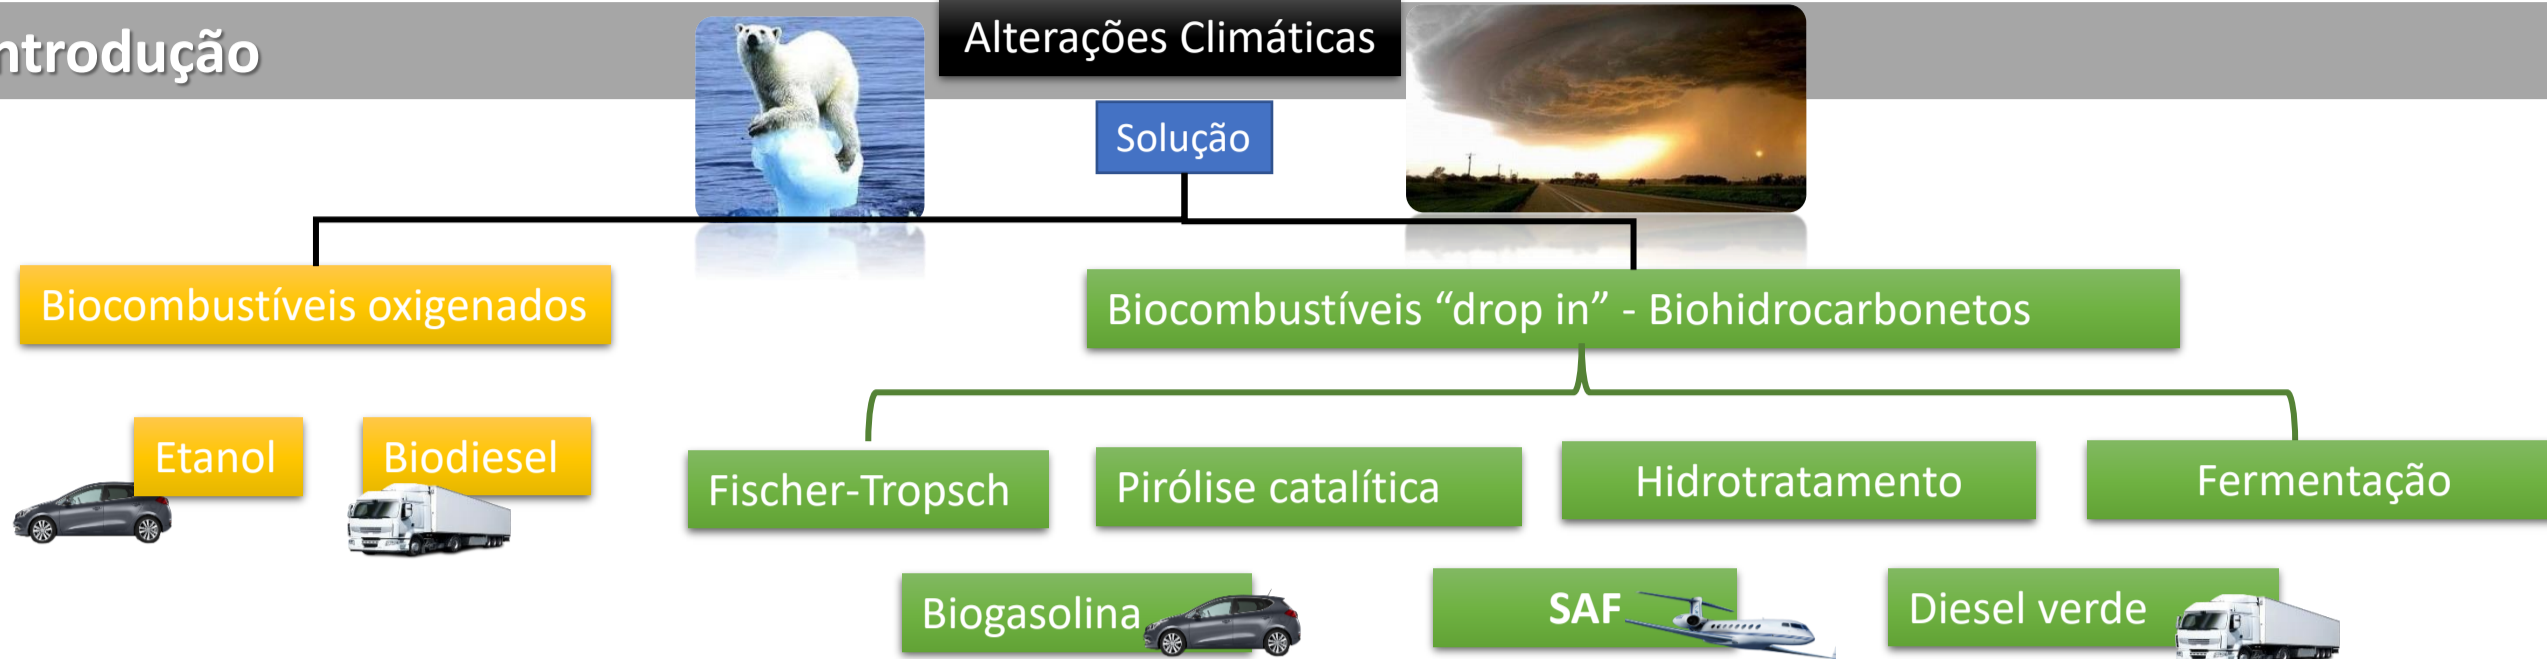 ntrodução
Alterações Climáticas
Solução
Biocombustíveis oxigenados
Biocombustíveis “drop in” - Biohidrocarbonetos
Etanol
Biodiesel
Fischer-Tropsch
Pirólise catalítica
Hidrotratamento
Fermentação
Biogasolina
SAF
Diesel verde